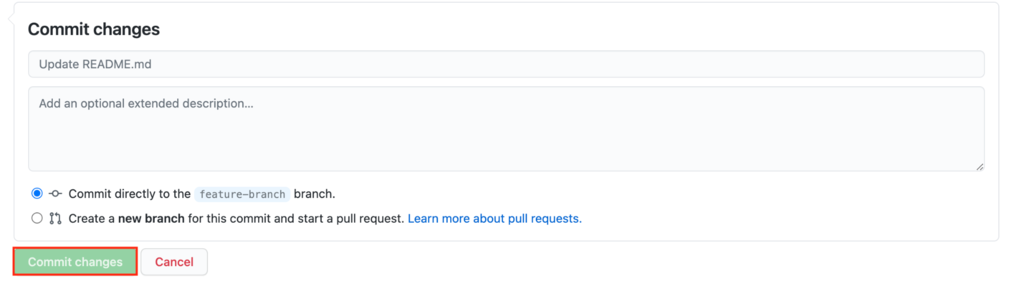 Commit changes
Update README.md
Add an optional extended description...
Commit directly to the feature-branch branch.
Create a new branch for this commit and start a pull request. Learn more about pull requests.
Commit changes Cancel